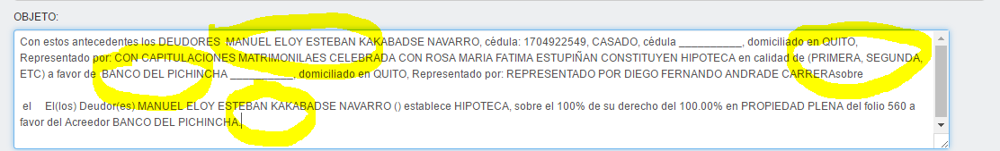 OBJETO:
Con estos antecedentes los DEUDORES  MANUEL ELOY ESTEBAN KAKABADSE NAVARRO, cédula: 1704922549, CASADO, cédula __________, domiciliado en QUITO,
Representado por: CON CAPITULACIONES MATRIMONILAES CELEBRADA CON ROSA MARIA FATIMA ESTUPIÑAN CONSTITUYEN HIPOTECA en calidad de (PRIMERA, SEGUNDA,
ETC) a favor de  BANCO DEL PICHINCHA __________, domiciliado en QUITO, Representado por: REPRESENTADO POR DIEGO FERNANDO ANDRADE CARRERAsobre
el     El(los) Deudor(es) MANUEL ELOY ESTEBAN KAKABADSE NAVARRO () establece HIPOTECA, sobre el 100% de su derecho del 100.00% en PROPIEDAD PLENA del folio 560 a
favor del Acreedor BANCO DEL PICHINCHA.